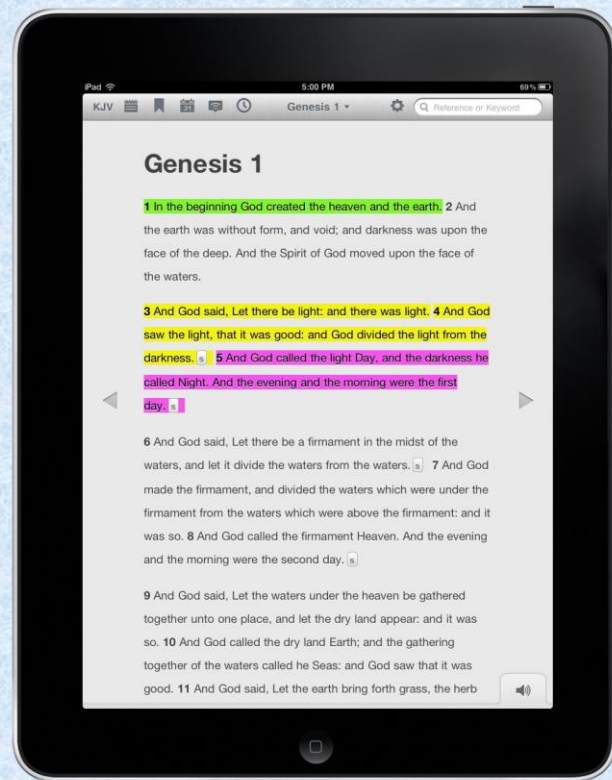 iPad 5:00 PM 69%
KJV 31 Genesis 1 Reference or Keyword
Genesis 1
1 In the beginning God created the heaven and the earth. 2 And
the earth was without form, and void; and darkness was upon the
face of the deep. And the Spirit of God moved upon the face of
the waters.
3 And God said, Let there be light: and there was light. 4 And God
saw the light, that it was good: and God divided the light from the
darkness. s 5 And God called the light Day, and the darkness he
called Night. And the evening and the morning were the first
day. s
6 And God said, Let there be a firmament in the midst of the
waters, and let it divide the waters from the waters. s 7 And God
made the firmament, and divided the waters which were under the
firmament from the waters which were above the firmament: and it
was so. 8 And God called the firmament Heaven. And the evening
and the morning were the second day. s
9 And God said, Let the waters under the heaven be gathered
together unto one place, and let the dry land appear: and it was
so. 10 And God called the dry land Earth; and the gathering
together of the waters called he Seas: and God saw that it was
good. 11 And God said, Let the earth bring forth grass, the herb